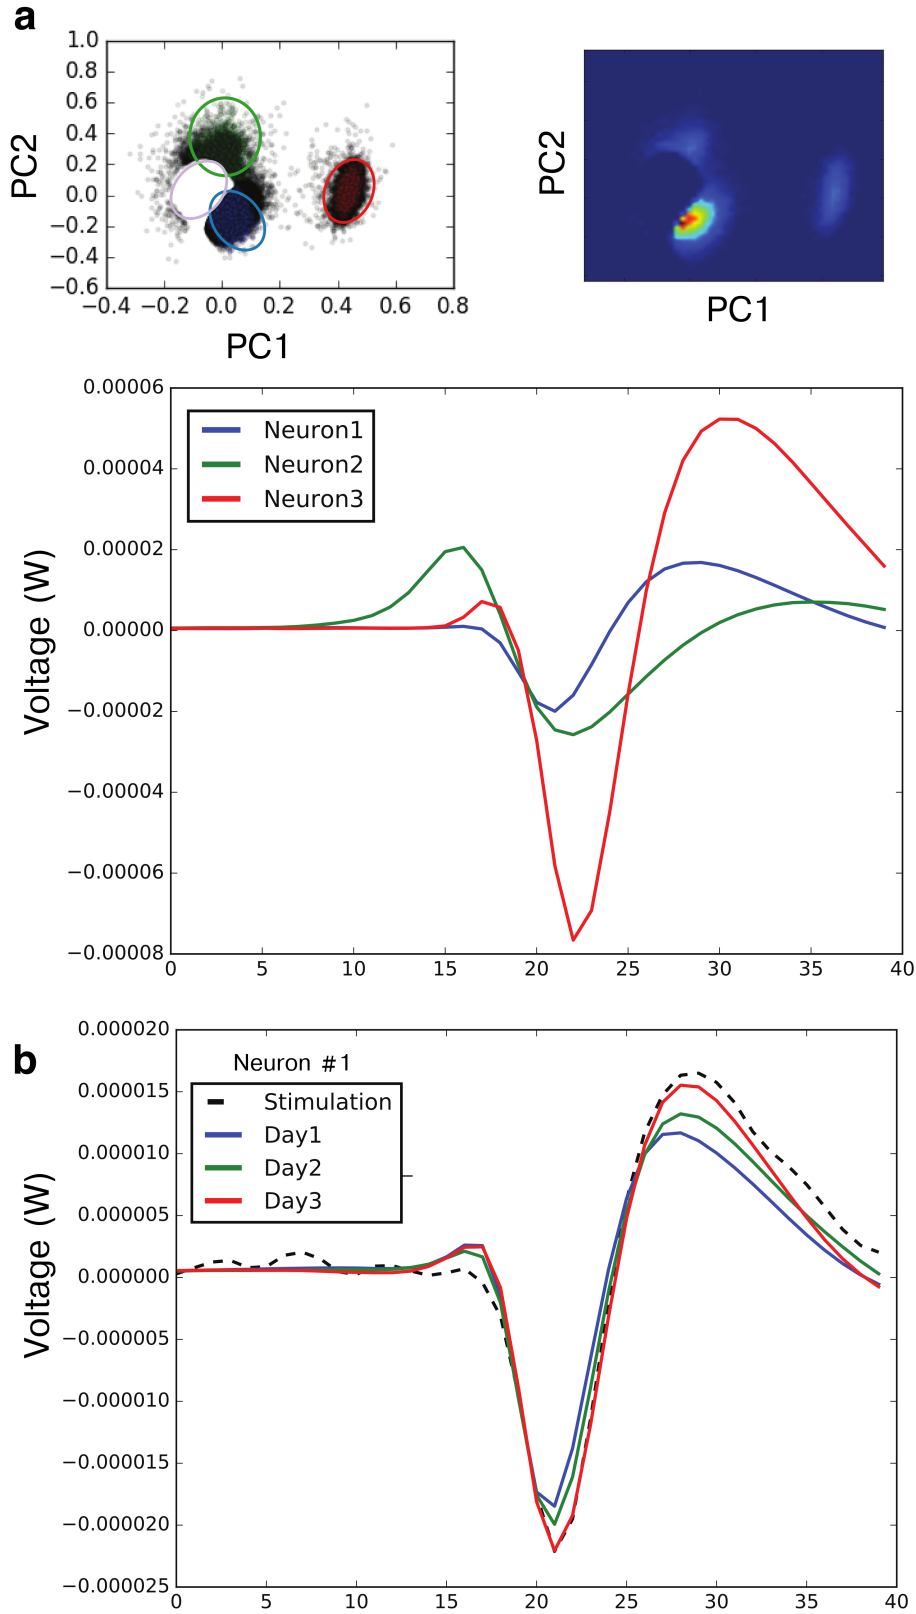 a
1.0
0.8
0.6
0.4
0.2
0.0
−0.2
−0.4
−0.6
PC2
−0.4 −0.2 0.0 0.2 0.4 0.6 0.8
PC1
PC2
PC1
0.00006
0.00004
0.00002
0.00000
−0.00002
−0.00004
−0.00006
−0.00008
Voltage (W)
Neuron1
Neuron2
Neuron3
0 5 10 15 20 25 30 35 40
b
0.000020
0.000015
0.000010
0.000005
0.000000
−0.000005
−0.000010
−0.000015
−0.000020
−0.000025
Voltage (W)
Neuron #1
Stimulation
Day1
Day2
Day3
0 5 10 15 20 25 30 35 40